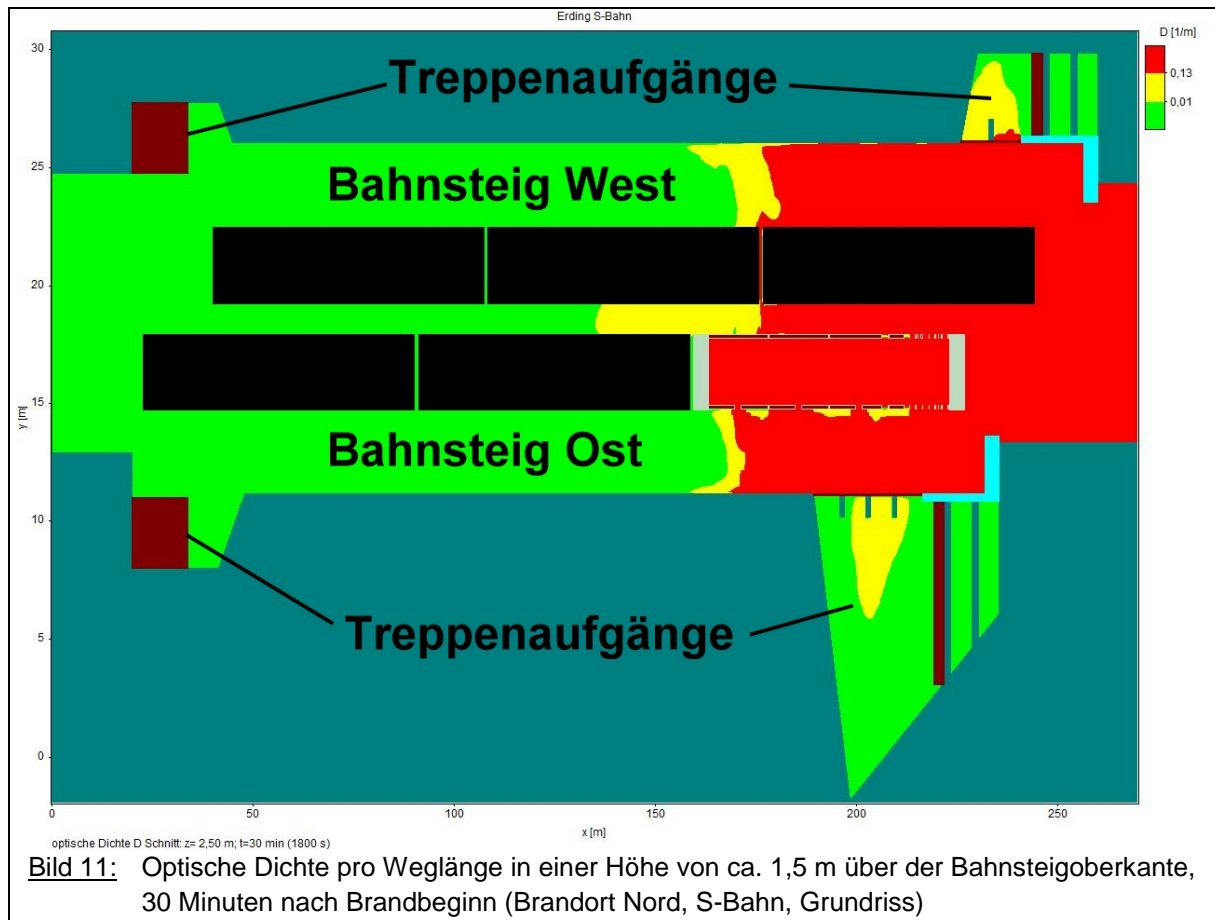 Erding S-Bahn
D [1/m]
0,13
0,01
30
25
20
15
10
5
0
y [m]
Treppenaufgänge
Bahnsteig West
Bahnsteig Ost
Treppenaufgänge
0 50 100 150 200 250
x [m]
optische Dichte D Schnitt: z= 2,50 m; t=30 min (1800 s)
Bild 11: Optische Dichte pro Weglänge in einer Höhe von ca. 1,5 m über der Bahnsteigoberkante,
30 Minuten nach Brandbeginn (Brandort Nord, S-Bahn, Grundriss)